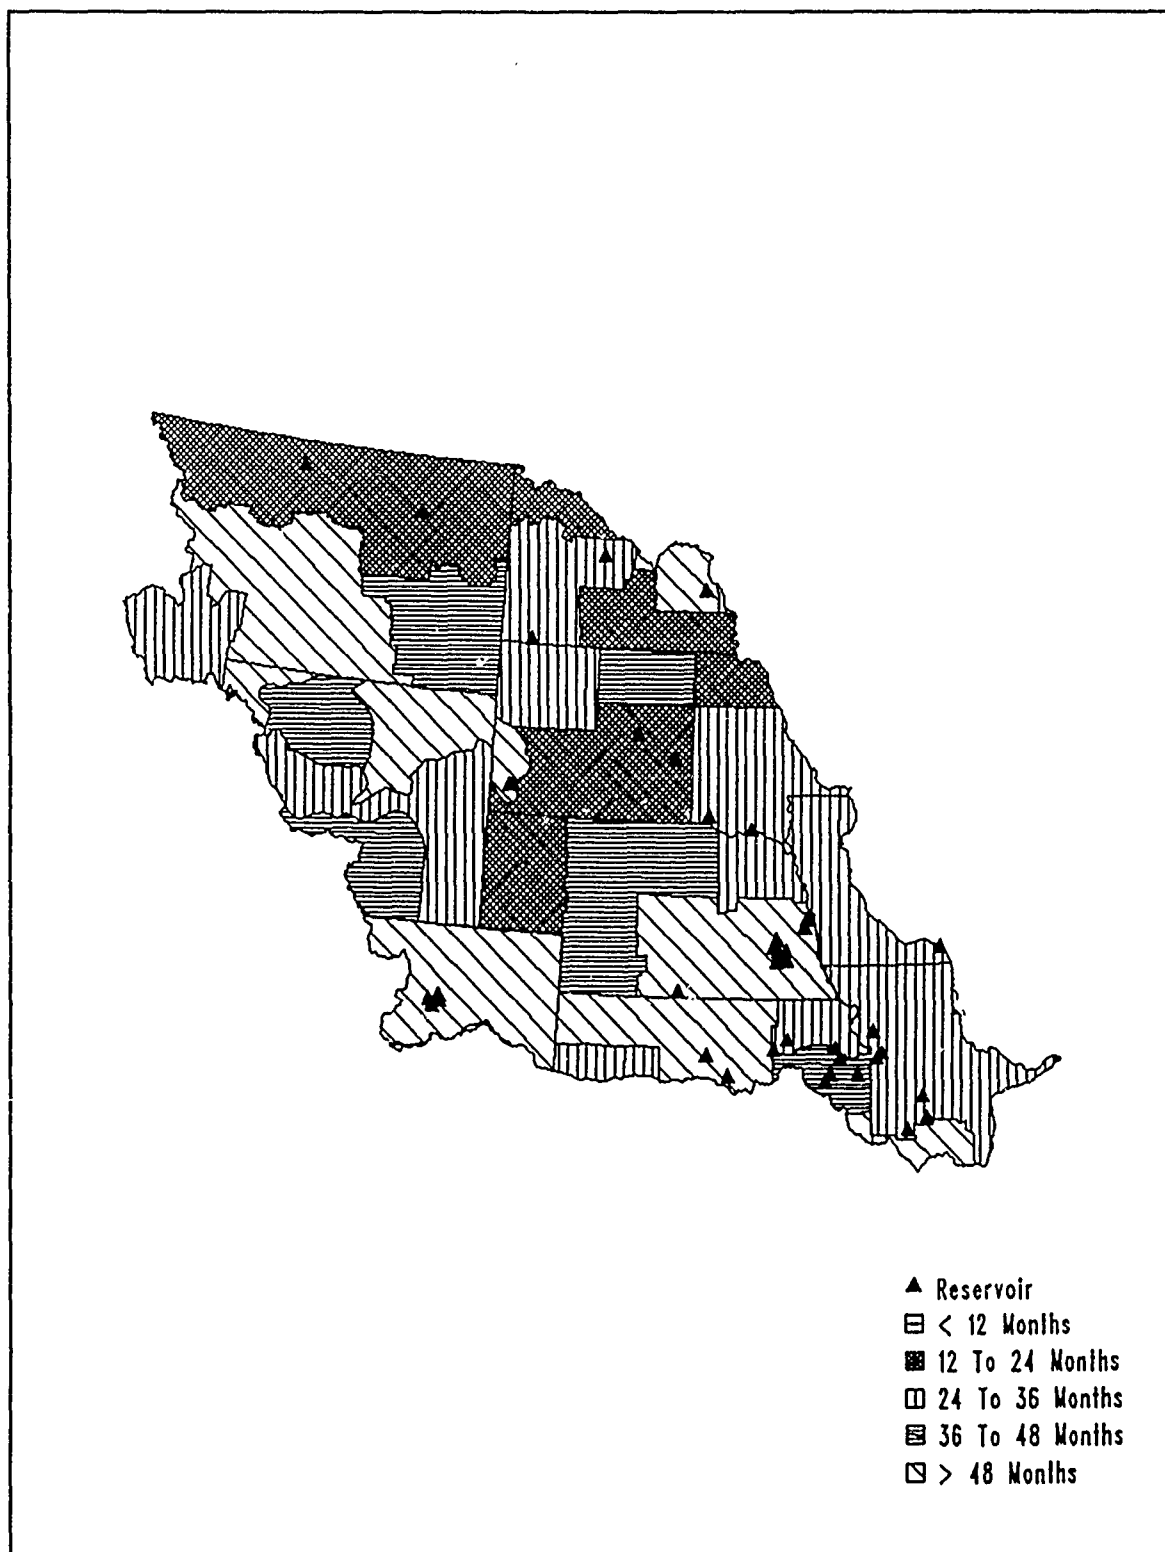 Reservoir
< 12 Months
12 To 24 Months
24 To 36 Months
36 To 48 Months
> 48 Months